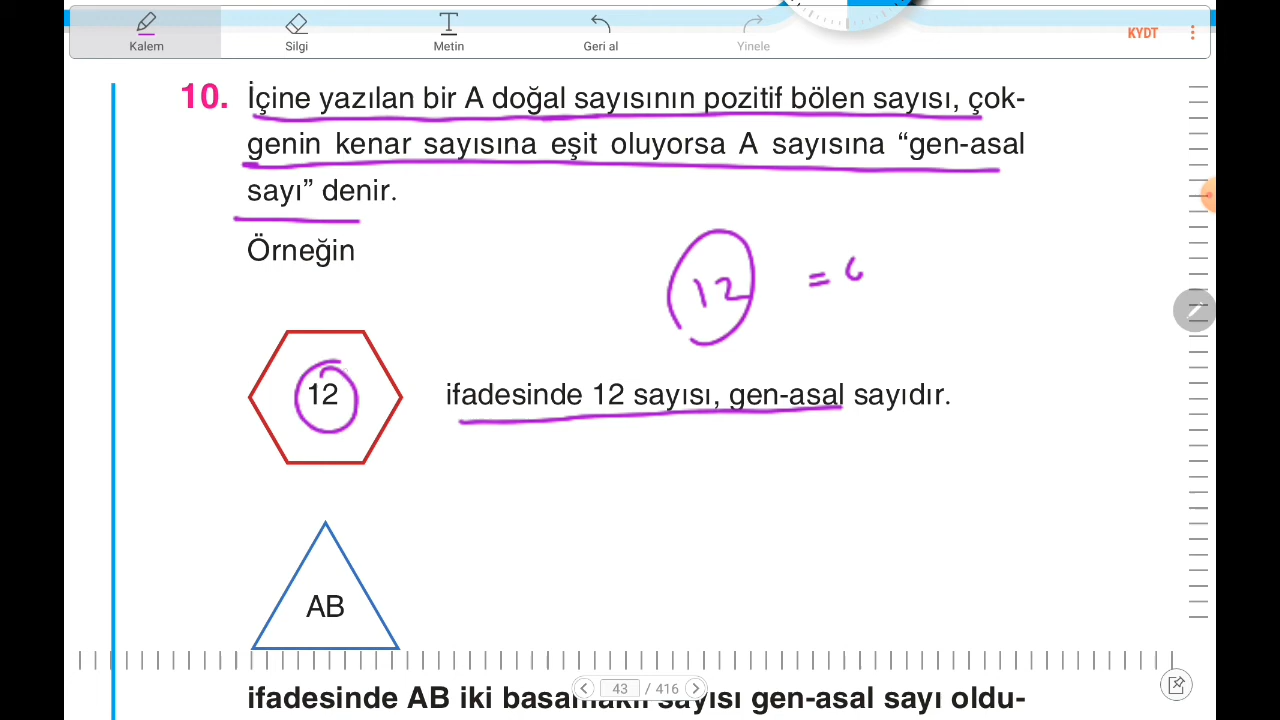 Kalem Silgi Metin Geri al Yinele KYDT
10. İçine yazılan bir A doğal sayısının pozitif bölen sayısı, çok-
genin kenar sayısına eşit oluyorsa A sayısına “gen-asal
sayı” denir.
Örneğin
12 =
12 ifadesinde 12 sayısı, gen-asal sayıdır.
AB
ifadesinde AB iki basamaklı sayısı gen-asal sayı oldu-
43 / 416